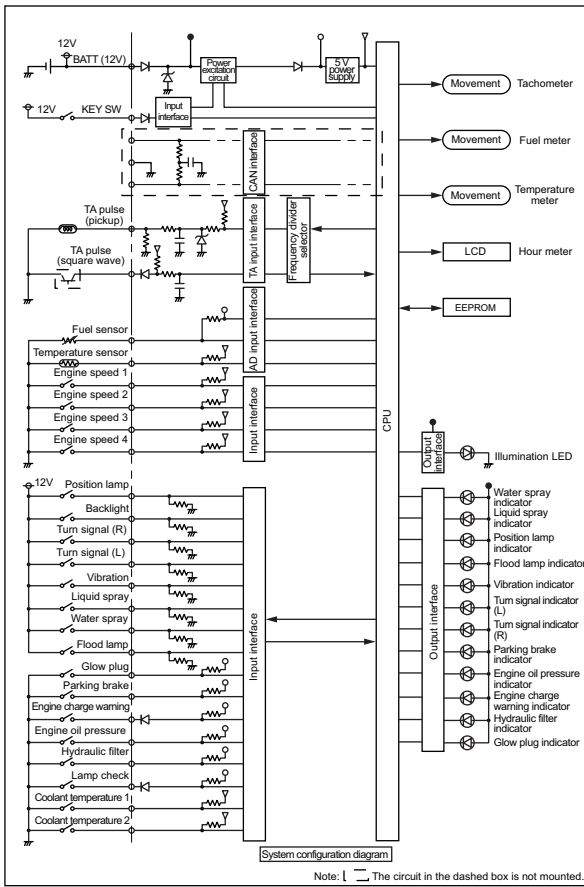 12V
BATT (12V)
Power
excitation
circuit
5 V
power
supply
12V
KEY SW
Input
interface
CAN interface
TA pulse
(pickup)
TA pulse
(square wave)
TA input interface
Frequency divider
selector
Fuel sensor
Temperature sensor
AD input interface
Engine speed 1
Engine speed 2
Engine speed 3
Engine speed 4
Input interface
CPU
Movement
Tachometer
Movement
Fuel meter
Movement
Temperature
meter
LCD
Hour meter
EEPROM
Output
interface
Illumination LED
12V
Position lamp
Backlight
Turn signal (R)
Turn signal (L)
Vibration
Liquid spray
Water spray
Flood lamp
Glow plug
Parking brake
Engine charge warning
Engine oil pressure
Hydraulic filter
Lamp check
Coolant temperature 1
Coolant temperature 2
Input interface
Output interface
Water spray
indicator
Liquid spray
indicator
Position lamp
indicator
Flood lamp indicator
Vibration indicator
Turn signal indicator
(L)
Turn signal indicator
(R)
Parking brake
indicator
Engine oil pressure
indicator
Engine charge
warning indicator
Hydraulic filter
indicator
Glow plug indicator
System configuration diagram
Note: The circuit in the dashed box is not mounted.